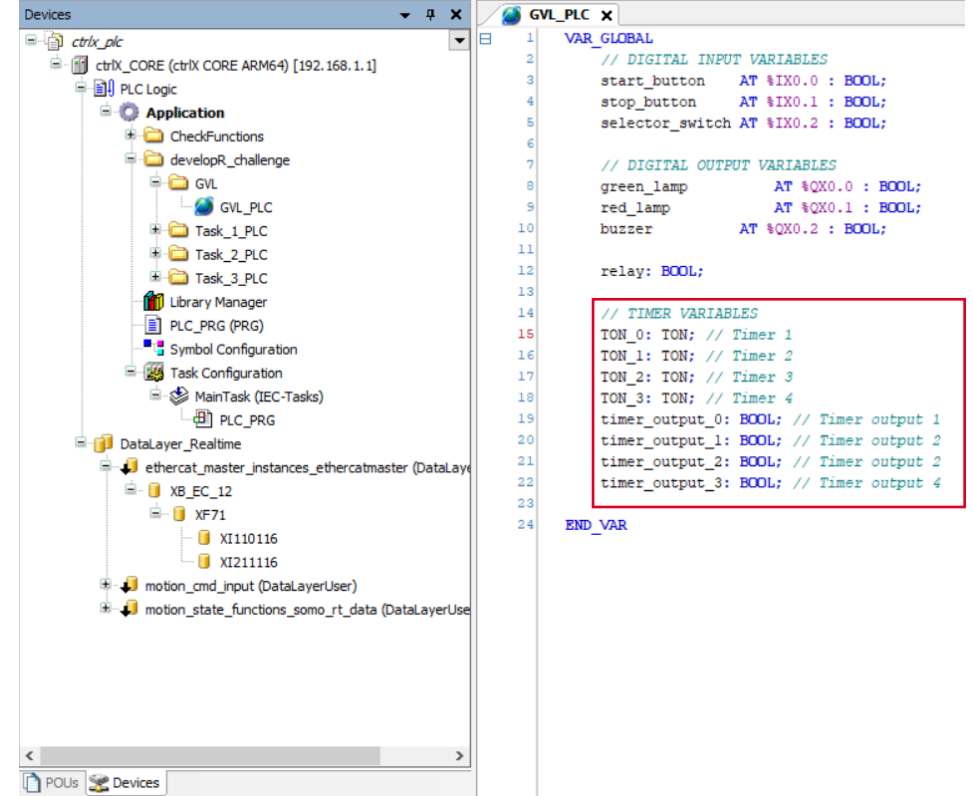 Devices
ctrlx_plc
ctrlX_CORE (ctrlX CORE ARM64) [192.168.1.1]
PLC Logic
Application
CheckFunctions
developR_challenge
GVL
GVL_PLC
Task_1_PLC
Task_2_PLC
Task_3_PLC
Library Manager
PLC_PRG (PRG)
Symbol Configuration
Task Configuration
MainTask (IEC-Tasks)
PLC_PRG
DataLayer_Realtime
ethercat_master_instances_ethercatmaster (DataLaye
XB_EC_12
XF71
XI110116
XI211116
motion_cmd_input (DataLayerUser)
motion_state_functions_somo_rt_data (DataLayerUse
POUs Devices
GVL_PLC
1 VAR_GLOBAL
2 // DIGITAL INPUT VARIABLES
3 start_button AT %IX0.0 : BOOL;
4 stop_button AT %IX0.1 : BOOL;
5 selector_switch AT %IX0.2 : BOOL;
6
7 // DIGITAL OUTPUT VARIABLES
8 green_lamp AT %QX0.0 : BOOL;
9 red_lamp AT %QX0.1 : BOOL;
10 buzzer AT %QX0.2 : BOOL;
11
12 relay: BOOL;
13
14 // TIMER VARIABLES
15 TON_0: TON; // Timer 1
16 TON_1: TON; // Timer 2
17 TON_2: TON; // Timer 3
18 TON_3: TON; // Timer 4
19 timer_output_0: BOOL; // Timer output 1
20 timer_output_1: BOOL; // Timer output 2
21 timer_output_2: BOOL; // Timer output 2
22 timer_output_3: BOOL; // Timer output 4
23
24 END_VAR